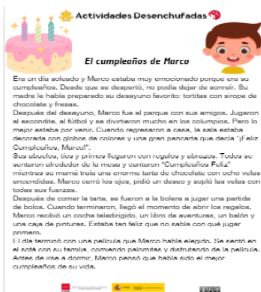 Actividades Desenchufadas
El cumpleaños de Marco
Era un día soleado y Marco estaba muy emocionado porque era su
cumpleaños. Desde que se despertó, no podía dejar de sonreír. Su
madre le había preparado su desayuno favorito: tortitas con sirope de
chocolate y fresas.
Después del desayuno, Marco fue al parque con sus amigos. Jugaron
al escondite, al fútbol y se divirtieron mucho en los columpios. Pero lo
mejor estaba por venir. Cuando regresaron a casa, la sala estaba
decorada con globos de colores y una gran pancarta que decía "¡Feliz
Cumpleaños, Marco!".
Sus abuelos, tíos y primos llegaron con regalos y abrazos. Todos se
sentaron alrededor de la mesa y cantaron "Cumpleaños Feliz"
mientras su mamá traía una enorme tarta de chocolate con ocho velas
encendidas. Marco cerró los ojos, pidió un deseo y sopló las velas con
todas sus fuerzas.
Después de comer la tarta, se fueron a la bolera a jugar una partida
de bolos. Cuando terminaron, llegó el momento de abrir los regalos.
Marco recibió un coche teledirigido, un libro de aventuras, un balón y
una caja de pinturas. Estaba tan feliz que no sabía con qué jugar
primero.
El día terminó con una película que Marco había elegido. Se sentó en
el sofá con su familia, comiendo palomitas y disfrutando de la película.
Antes de irse a dormir, Marco pensó que había sido el mejor
cumpleaños de su vida.